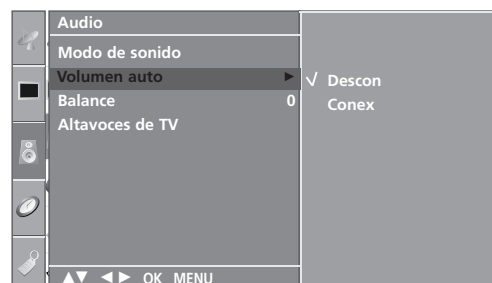 Audio
Modo de sonido
Volumen auto ►
Balance 0
Altavoces de TV
√ Descon
Conex
▲▼ ◄► OK MENU